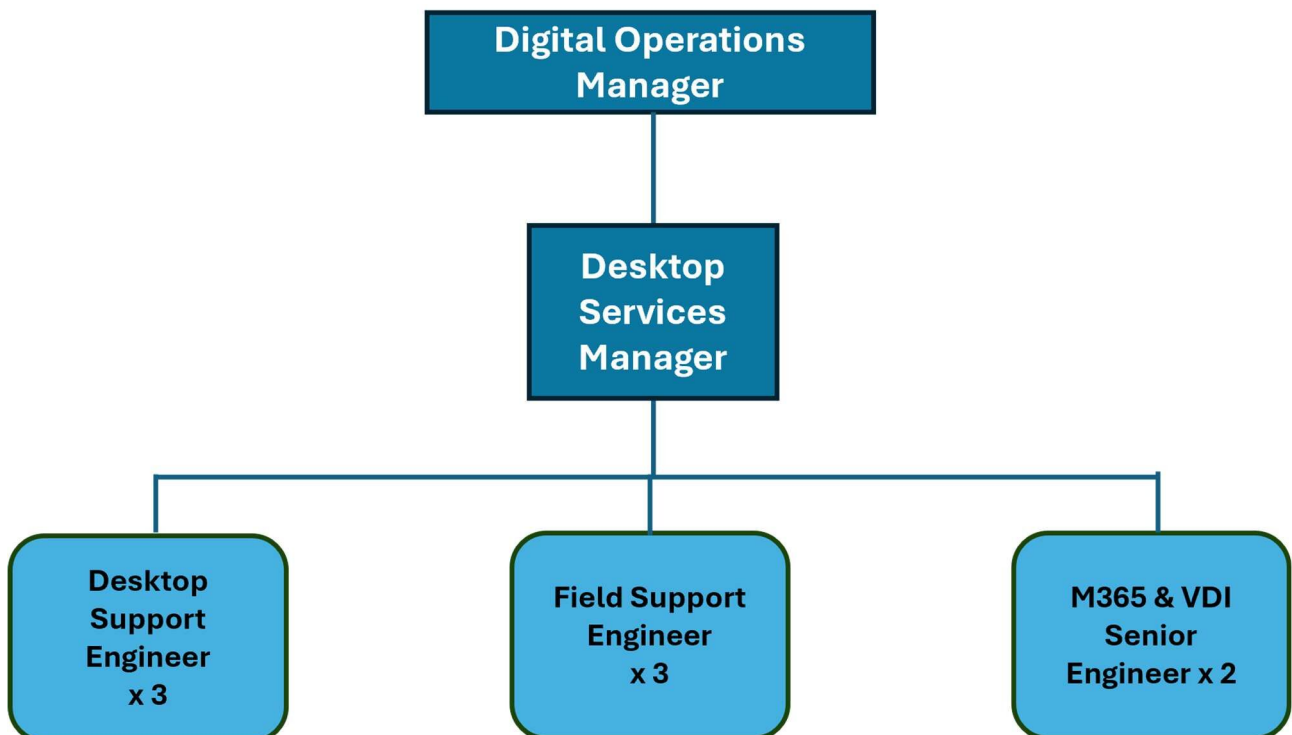 Digital Operations
Manager
Desktop
Services
Manager
Desktop
Support
Engineer
x 3
Field Support
Engineer
x 3
M365 & VDI
Senior
Engineer x 2